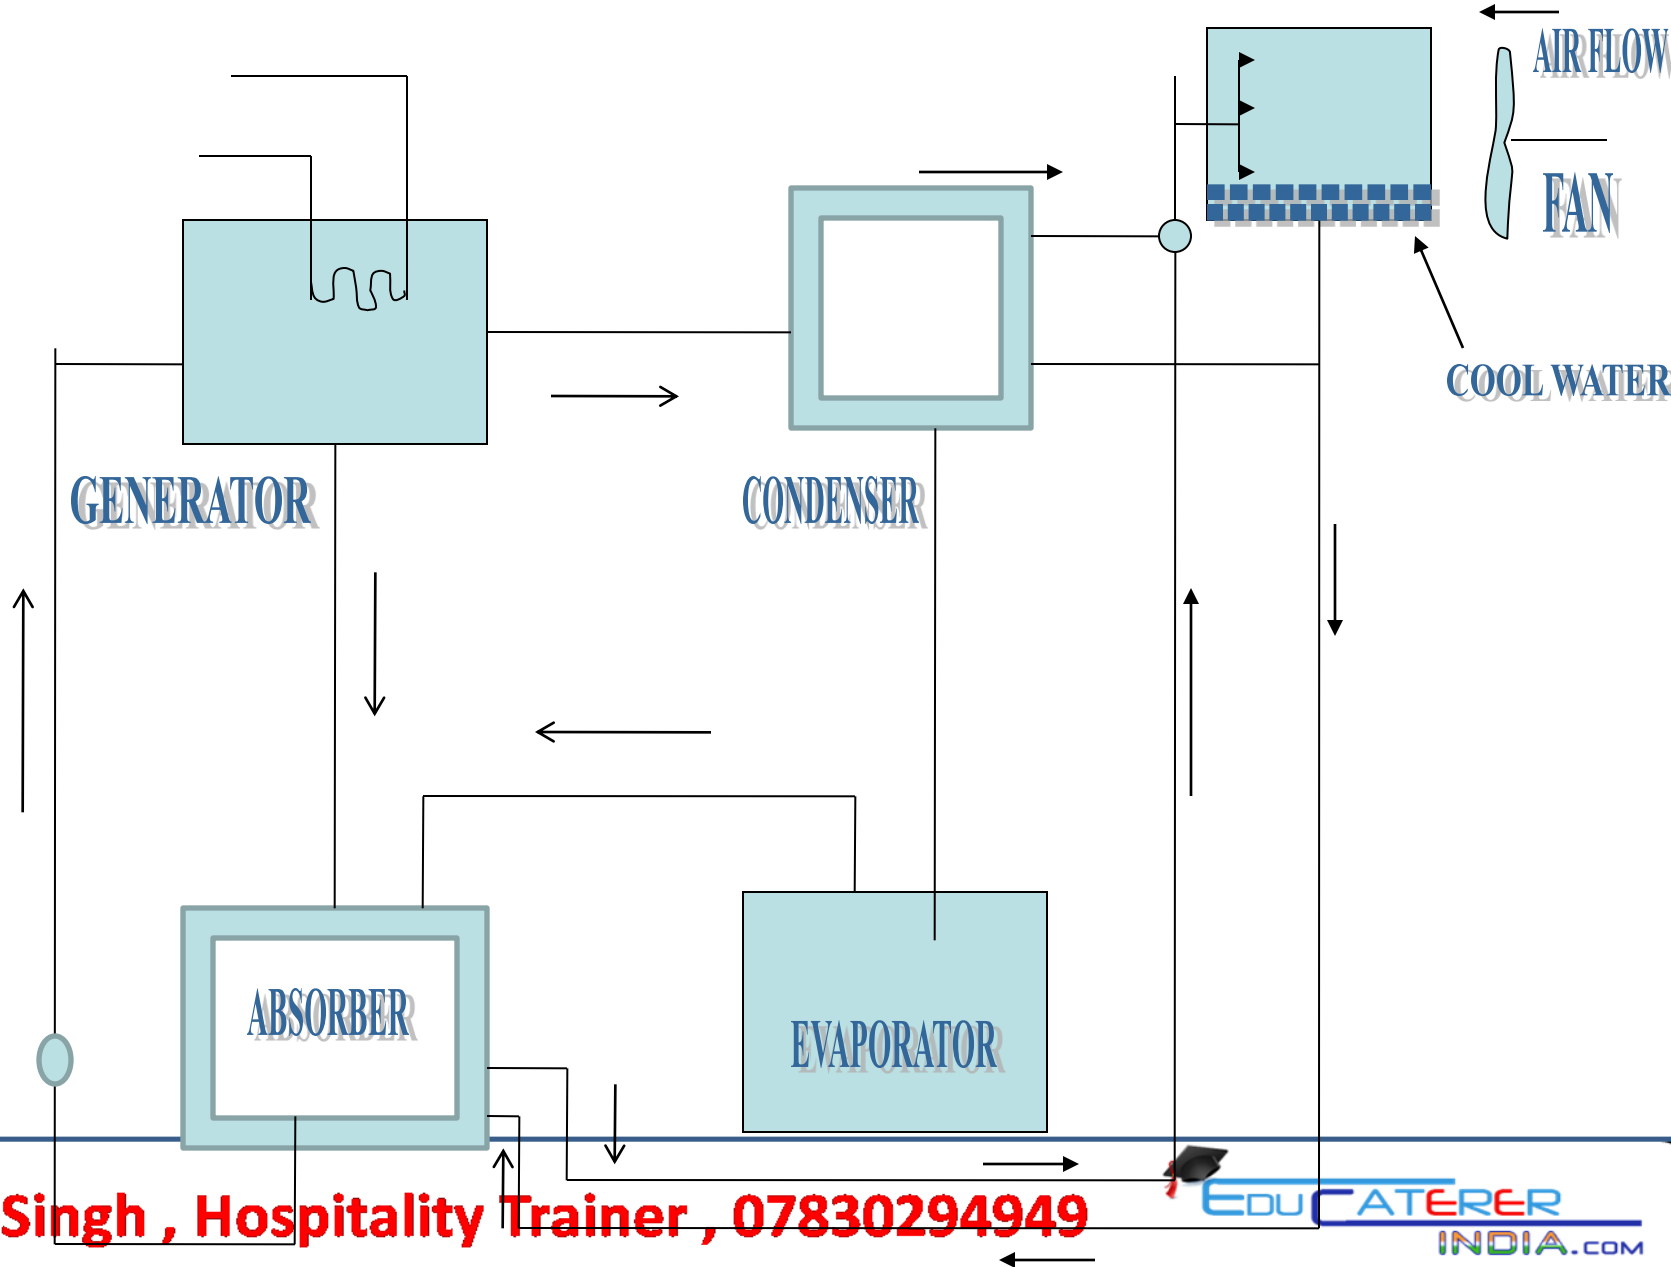 AIR FLOW
FAN
COOL WATER
GENERATOR
CONDENSER
ABSORBER
EVAPORATOR
Singh , Hospitality Trainer , 07830294949
EDUCATERER
INDIA.COM